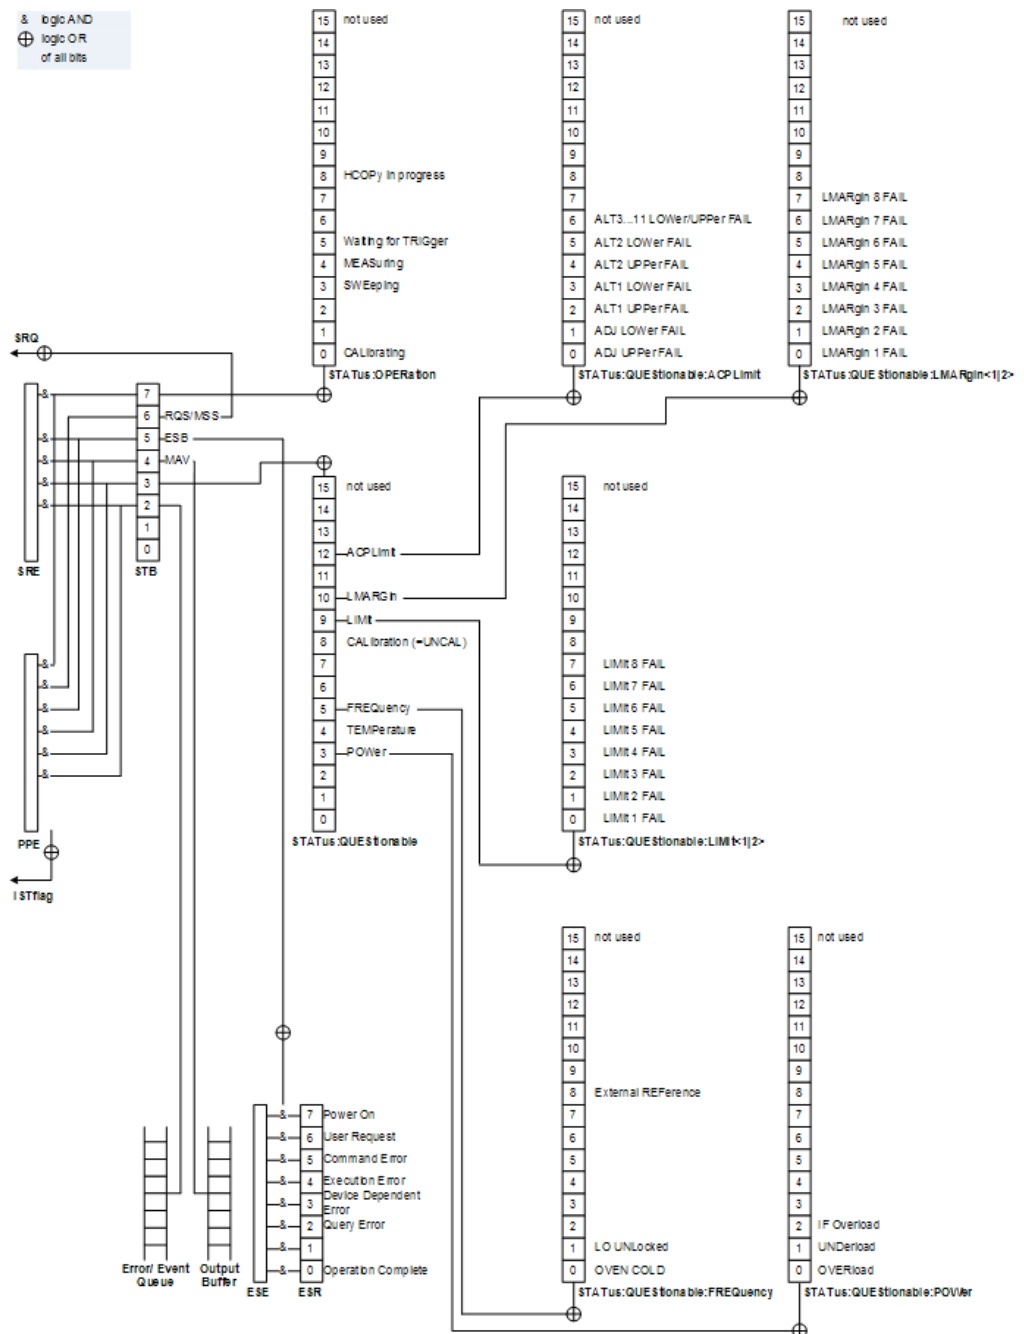 & logic AND
logic OR
of all bits
15 not used
14
13
12
11
10
9
8 HCOPy in progress
7
6
5 Waiting for TRIGger
4 MEASuring
3 SWEeping
2
1
0 CALibrating
STATus:OPERation
15 not used
14
13
12
11
10
9
8
7
6 ALT3...11 LOWer/UPPer FAIL
5 ALT2 LOWer FAIL
4 ALT2 UPPer FAIL
3 ALT1 LOWer FAIL
2 ALT1 UPPer FAIL
1 ADJ LOWer FAIL
0 ADJ UPPer FAIL
STATus:QUEStionable:ACPLimit
15 not used
14
13
12
11
10
9
8
7 LMARgin 8 FAIL
6 LMARgin 7 FAIL
5 LMARgin 6 FAIL
4 LMARgin 5 FAIL
3 LMARgin 4 FAIL
2 LMARgin 3 FAIL
1 LMARgin 2 FAIL
0 LMARgin 1 FAIL
STATus:QUEStionable:LMARgin<1|2>
SRQ
& 7
& 6 RQS/MSS
& 5 ESB
& 4 MAV
& 3
& 2
1
0
SRE
STB
&
&
&
&
&
&
PPE
ISTflag
15 not used
14
13
12 ACPLimit
11
10 LMARGin
9 LIMit
8 CALibration (=UNCAL)
7
6
5 FREQuency
4 TEMPerature
3 POWer
2
1
0
STATus:QUEStionable
15 not used
14
13
12
11
10
9
8
7 LIMit 8 FAIL
6 LIMit 7 FAIL
5 LIMit 6 FAIL
4 LIMit 5 FAIL
3 LIMit 4 FAIL
2 LIMit 3 FAIL
1 LIMit 2 FAIL
0 LIMit 1 FAIL
STATus:QUEStionable:LIMit<1|2>
Error/ Event
Queue
Output
Buffer
& 7 Power On
& 6 User Request
& 5 Command Error
& 4 Execution Error
& 3 Device Dependent
Error
& 2 Query Error
& 1
& 0 Operation Complete
ESE
ESR
15 not used
14
13
12
11
10
9
8 External REFerence
7
6
5
4
3
2
1 LO UNLocked
0 OVEN COLD
STATus:QUEStionable:FREQuency
15 not used
14
13
12
11
10
9
8
7
6
5
4
3
2 IF Overload
1 UNDerload
0 OVERload
STATus:QUEStionable:POWer